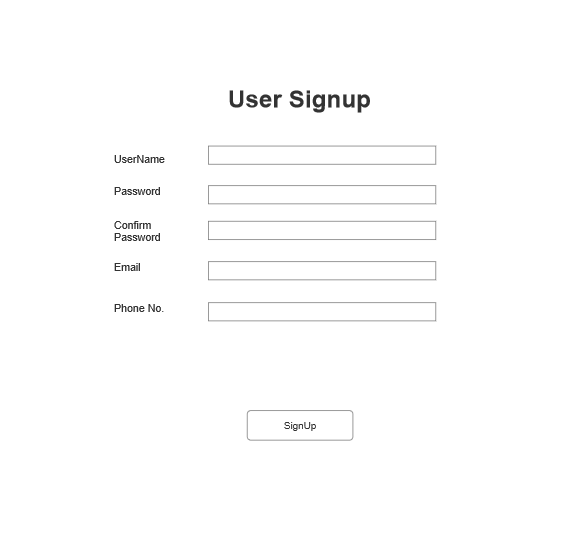 User Signup
UserName
Password
Confirm
Password
Email
Phone No.
SignUp